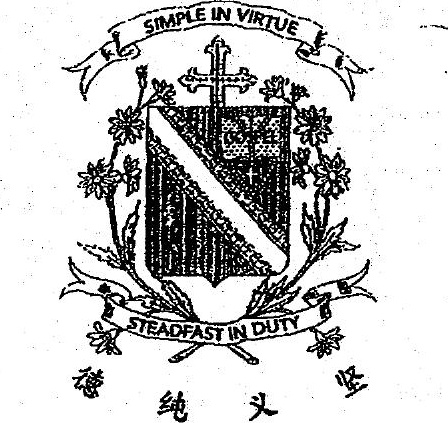 SIMPLE IN VIRTUE
STEADFAST IN DUTY
德纯义坚